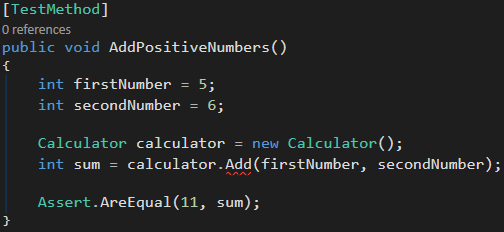 [TestMethod]
0 references
public void AddPositiveNumbers()
{
    int firstNumber = 5;
    int secondNumber = 6;

    Calculator calculator = new Calculator();
    int sum = calculator.Add(firstNumber, secondNumber);

    Assert.AreEqual(11, sum);
}